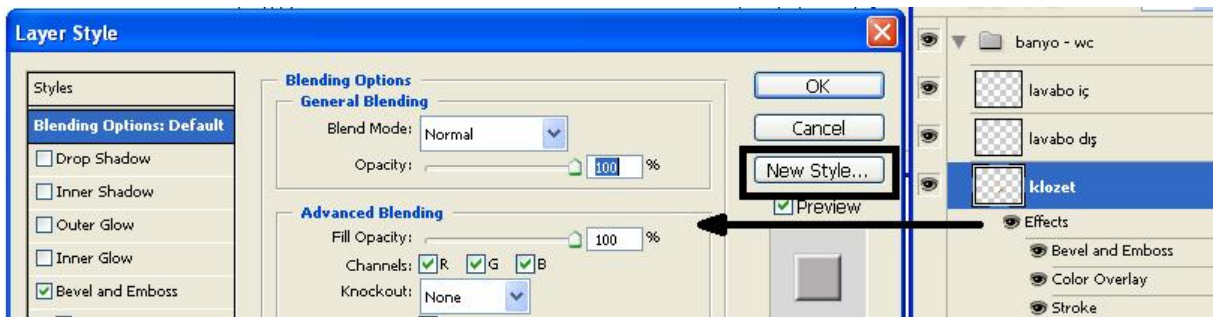 Layer Style
Styles
Blending Options: Default
Drop Shadow
Inner Shadow
Outer Glow
Inner Glow
Bevel and Emboss
Blending Options
General Blending
Blend Mode: Normal
Opacity: 100 %
Advanced Blending
Fill Opacity: 100 %
Channels: R G B
Knockout: None
OK
Cancel
New Style...
Preview
banyo - wc
lavabo iç
lavabo dış
klozet
Effects
Bevel and Emboss
Color Overlay
Stroke